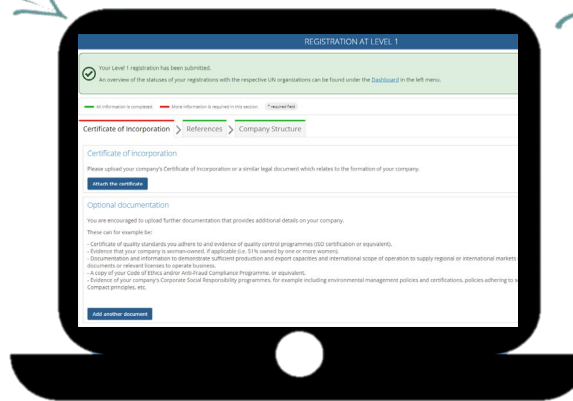 REGISTRATION AT LEVEL 1
Your Level 1 registration has been submitted.
An overview of the statuses of your registrations with the respective UN organizations can be found under the Dashboard in the left menu.
All information is completed. More information is required in this section. * required field
Certificate of Incorporation References Company Structure
Certificate of Incorporation
Please upload your company's Certificate of Incorporation or a similar legal document which relates to the formation of your company.
Attach the certificate
Optional documentation
You are encouraged to upload further documentation that provides additional details on your company.
These can for example be:
- Certificate of quality standards you adhere to and evidence of quality control programmes (ISO certification or equivalent).
- Evidence that your company is woman-owned, if applicable (i.e. 51% owned by one or more women).
- Documentation and information to demonstrate sufficient production and export capacities and international scope of operation to supply regional or international markets
documents or relevant licenses to operate business.
- A copy of your Code of Ethics and/or Anti-Fraud Compliance Programme, or equivalent.
- Evidence of your company's Corporate Social Responsibility programmes, for example including environmental management policies and certifications, policies adhering to
Compact principles, etc.
Add another document